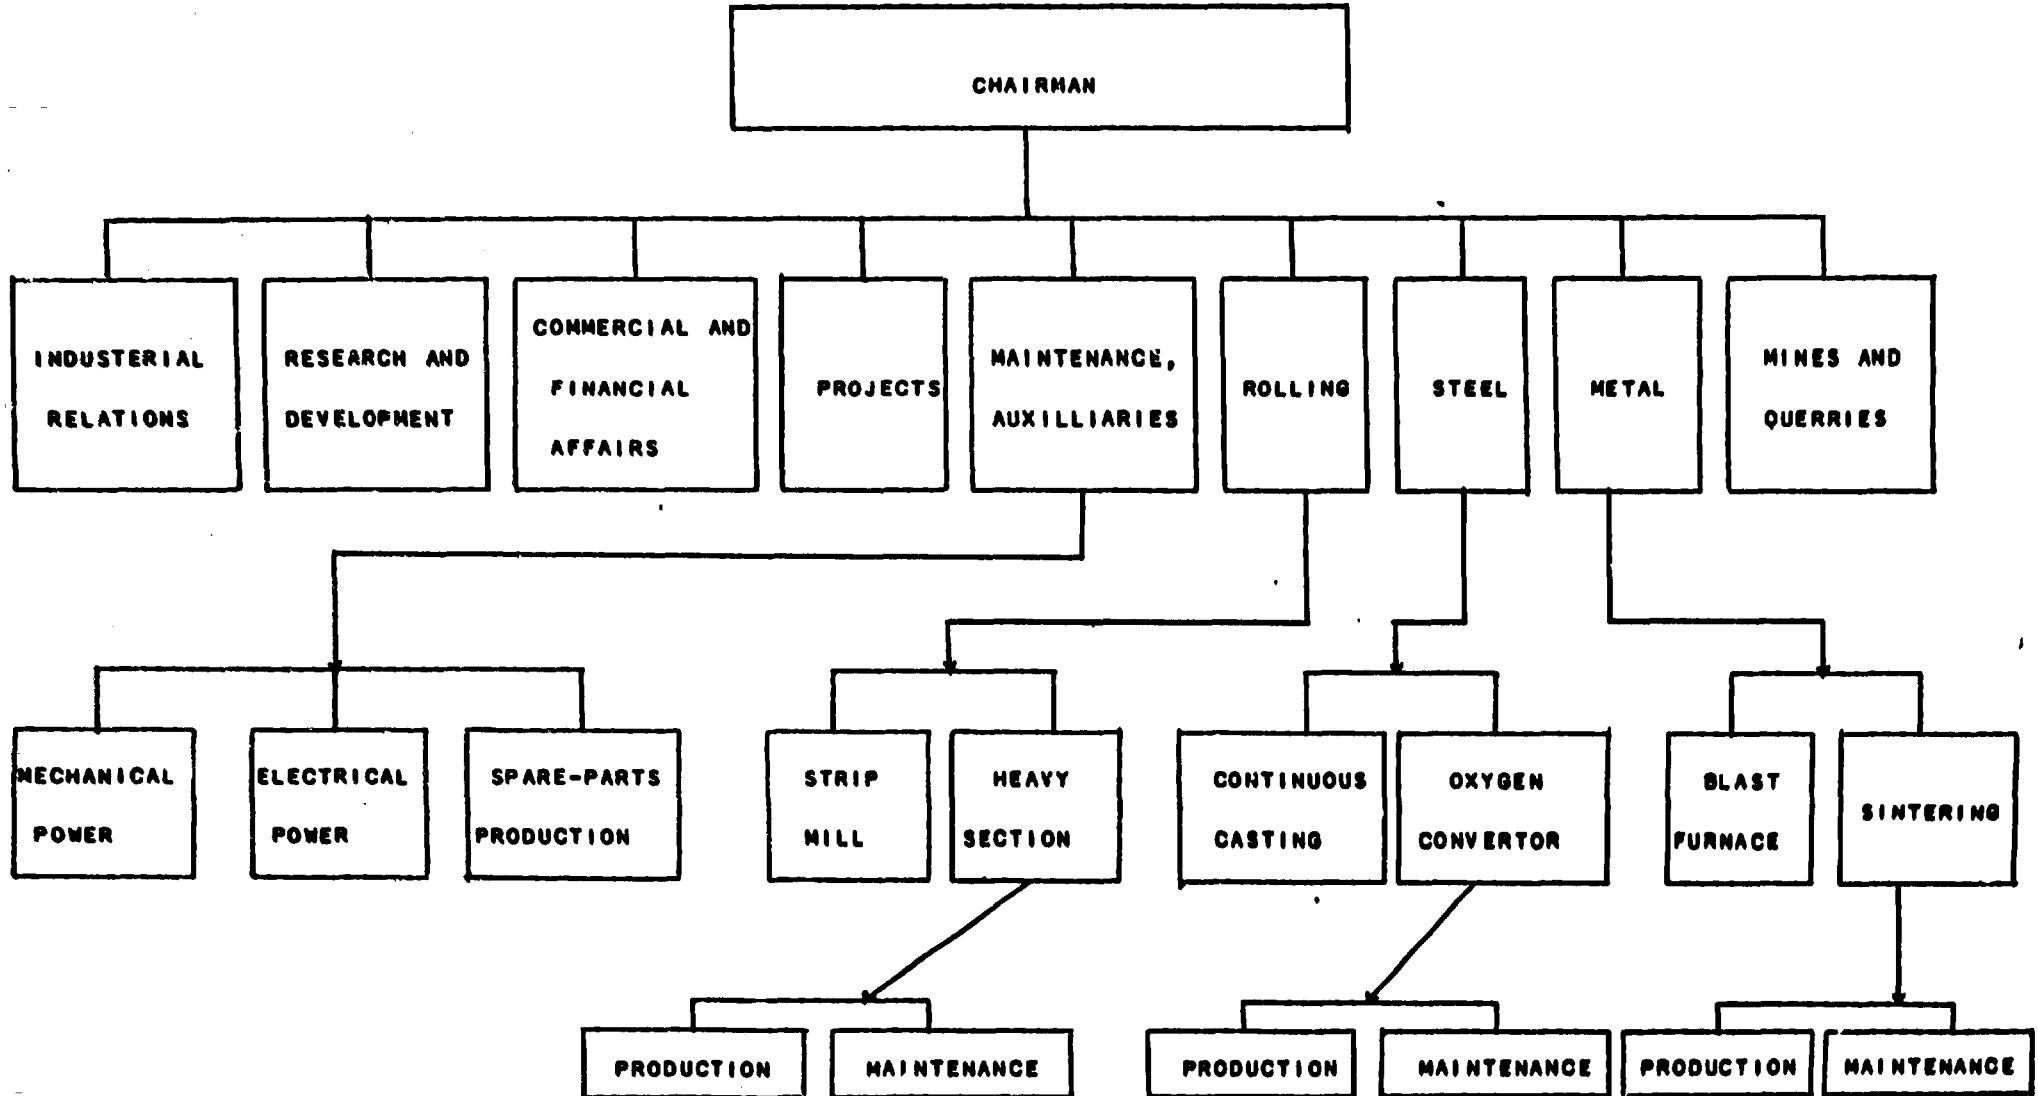 CHAIRMAN
INDUSTERIAL
RELATIONS
RESEARCH AND
DEVELOPMENT
COMMERCIAL AND
FINANCIAL
AFFAIRS
PROJECTS
MAINTENANCE,
AUXILLIARIES
ROLLING
STEEL
METAL
MINES AND
QUERRIES
MECHANICAL
POWER
ELECTRICAL
POWER
SPARE-PARTS
PRODUCTION
STRIP
MILL
HEAVY
SECTION
CONTINUOUS
CASTING
OXYGEN
CONVERTOR
BLAST
FURNACE
SINTERING
PRODUCTION
MAINTENANCE
PRODUCTION
MAINTENANCE
PRODUCTION
MAINTENANCE